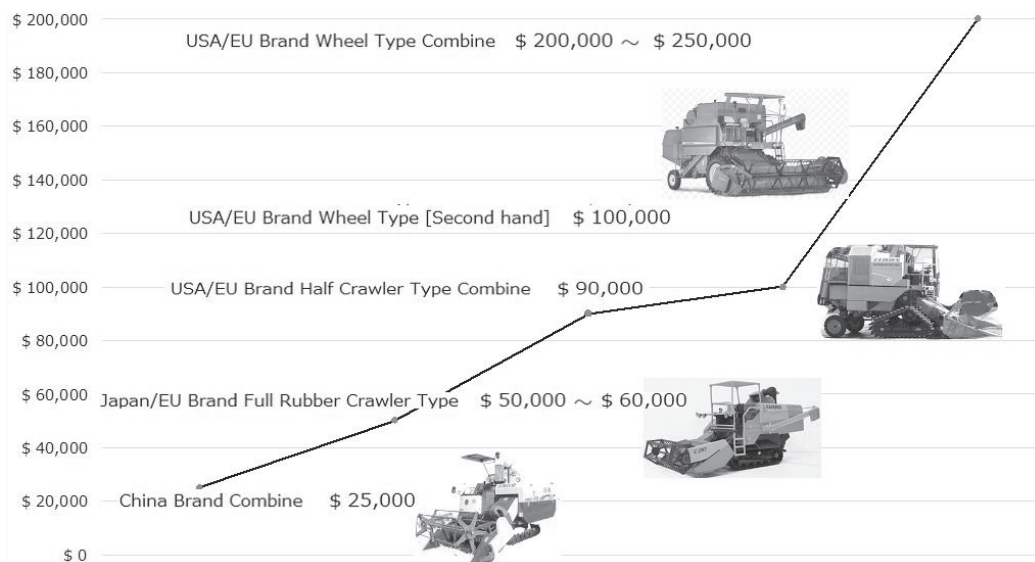 $ 200,000
USA/EU Brand Wheel Type Combine $ 200,000 ～ $ 250,000
$ 180,000
$ 160,000
$ 140,000
USA/EU Brand Wheel Type [Second hand] $ 100,000
$ 120,000
$ 100,000
USA/EU Brand Half Crawler Type Combine $ 90,000
$ 80,000
$ 60,000
Japan/EU Brand Full Rubber Crawler Type $ 50,000 ～ $ 60,000
$ 40,000
$ 20,000
China Brand Combine $ 25,000
$ 0